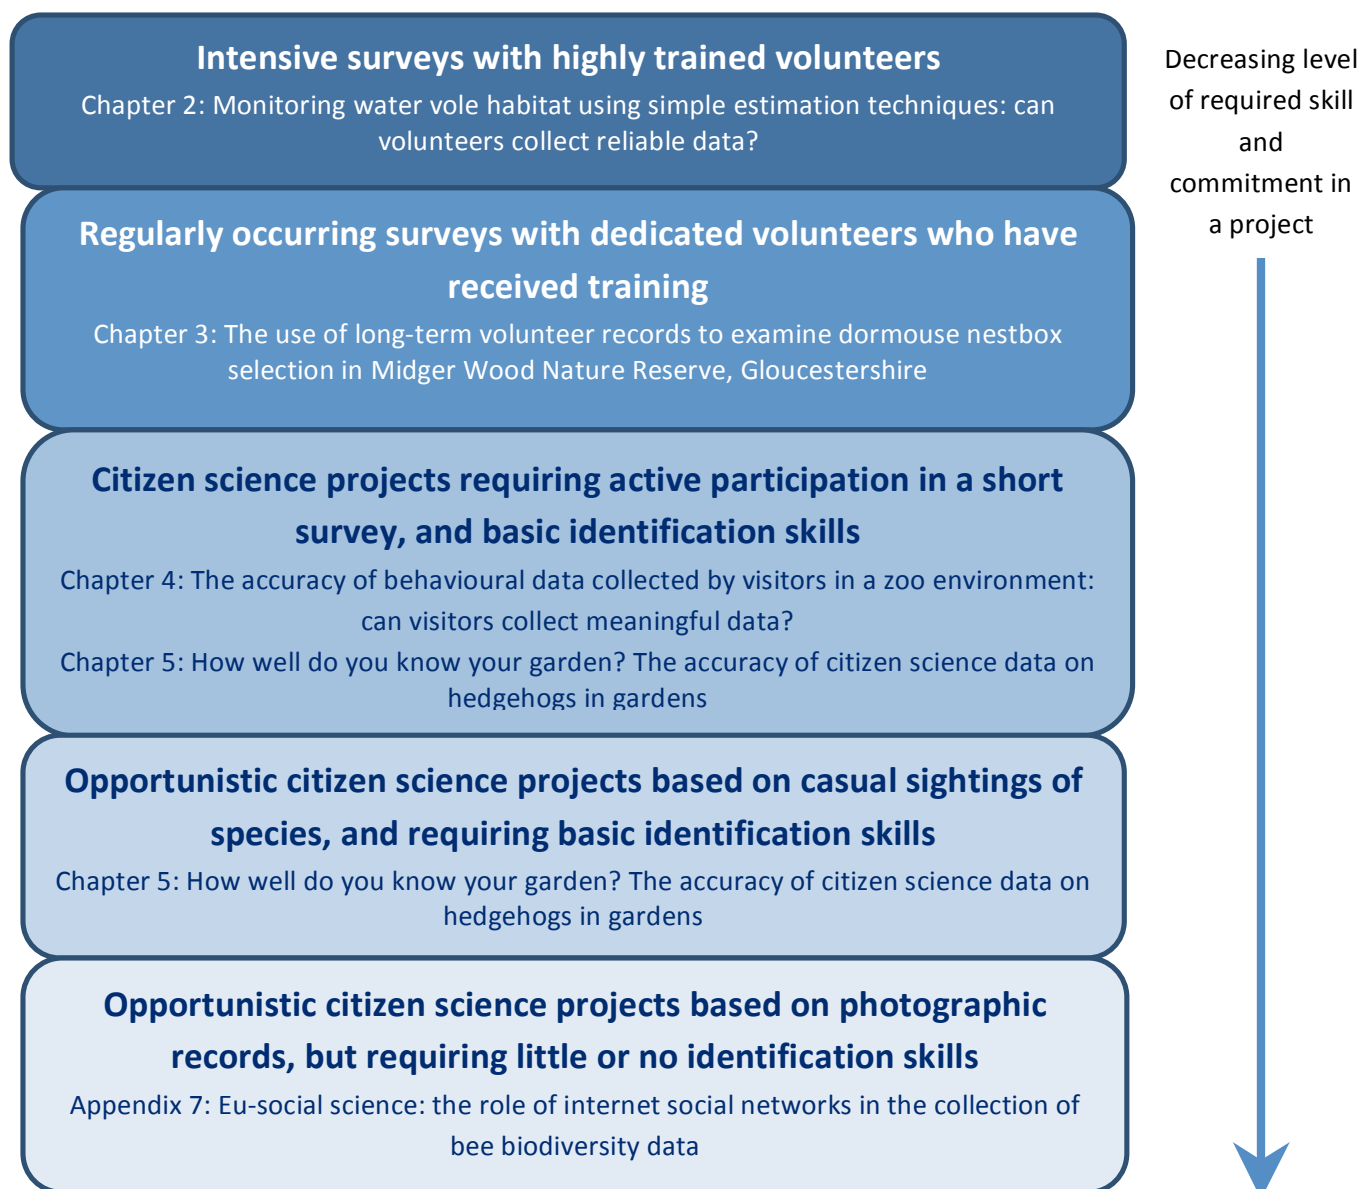 Intensive surveys with highly trained volunteers
Chapter 2: Monitoring water vole habitat using simple estimation techniques: can
volunteers collect reliable data?
Regularly occurring surveys with dedicated volunteers who have
received training
Chapter 3: The use of long-term volunteer records to examine dormouse nestbox
selection in Midger Wood Nature Reserve, Gloucestershire
Citizen science projects requiring active participation in a short
survey, and basic identification skills
Chapter 4: The accuracy of behavioural data collected by visitors in a zoo environment:
can visitors collect meaningful data?
Chapter 5: How well do you know your garden? The accuracy of citizen science data on
hedgehogs in gardens
Opportunistic citizen science projects based on casual sightings of
species, and requiring basic identification skills
Chapter 5: How well do you know your garden? The accuracy of citizen science data on
hedgehogs in gardens
Opportunistic citizen science projects based on photographic
records, but requiring little or no identification skills
Appendix 7: Eu-social science: the role of internet social networks in the collection of
bee biodiversity data
Decreasing level
of required skill
and
commitment in
a project